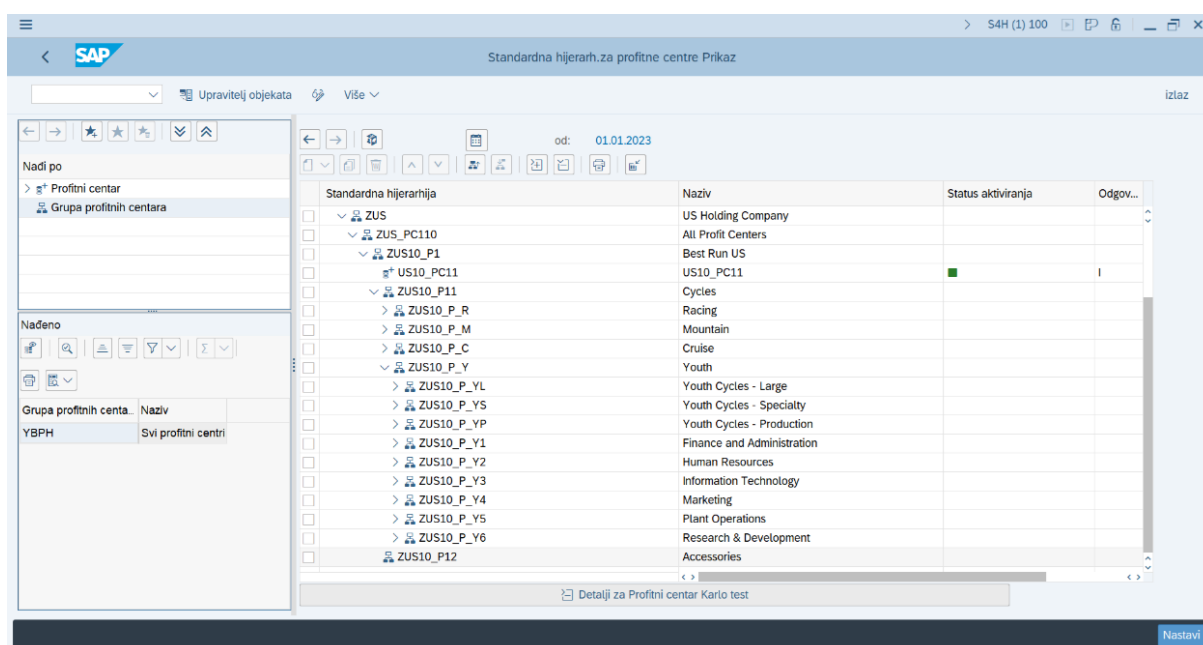 S4H (1) 100
SAP
Standardna hijerarh.za profitne centre Prikaz
Upravitelj objekata
Više
izlaz
od: 01.01.2023
Nađi po
Profitni centar
Grupa profitnih centara
Nađeno
Grupa profitnih centa... Naziv
YBPH Svi profitni centri
Standardna hijerarhija Naziv Status aktiviranja Odgov...
ZUS US Holding Company
ZUS_PC110 All Profit Centers
ZUS10_P1 Best Run US
US10_PC11 US10_PC11 I
ZUS10_P11 Cycles
ZUS10_P_R Racing
ZUS10_P_M Mountain
ZUS10_P_C Cruise
ZUS10_P_Y Youth
ZUS10_P_YL Youth Cycles - Large
ZUS10_P_YS Youth Cycles - Specialty
ZUS10_P_YP Youth Cycles - Production
ZUS10_P_Y1 Finance and Administration
ZUS10_P_Y2 Human Resources
ZUS10_P_Y3 Information Technology
ZUS10_P_Y4 Marketing
ZUS10_P_Y5 Plant Operations
ZUS10_P_Y6 Research & Development
ZUS10_P12 Accessories
Detalji za Profitni centar Karlo test
Nastavi